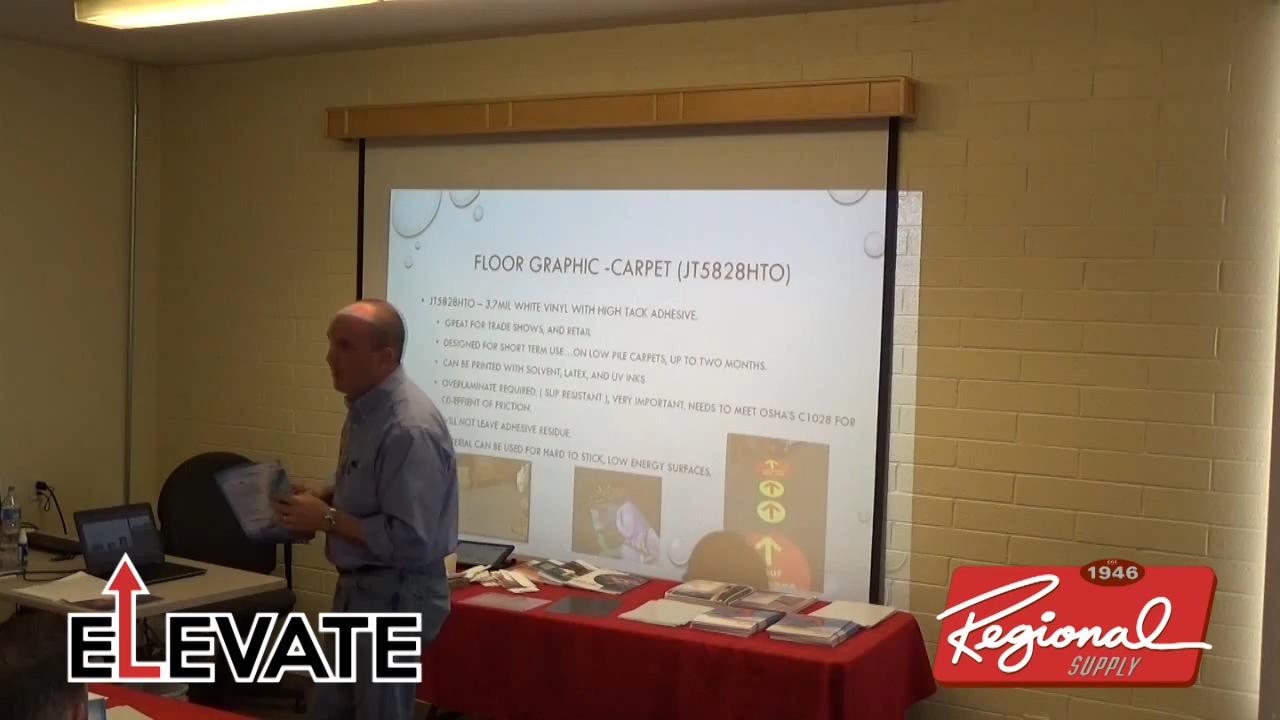 FLOOR GRAPHIC -CARPET (JT5828HTO)
• JT5828HTO – 3.7MIL WHITE VINYL WITH HIGH TACK ADHESIVE.
• GREAT FOR TRADE SHOWS, AND RETAIL
• DESIGNED FOR SHORT TERM USE…ON LOW PILE CARPETS, UP TO TWO MONTHS.
• CAN BE PRINTED WITH SOLVENT, LATEX, AND UV INKS
• OVERLAMINATE REQUIRED. ( SLIP RESISTANT ), VERY IMPORTANT. NEEDS TO MEET OSHA'S C1028 FOR
CO-EFFIENT OF FRICTION.
NOT LEAVE ADHESIVE RESIDUE.
CAN BE USED FOR HARD TO STICK, LOW ENERGY SURFACES.
ELEVATE
EST
1946
Regional
SUPPLY